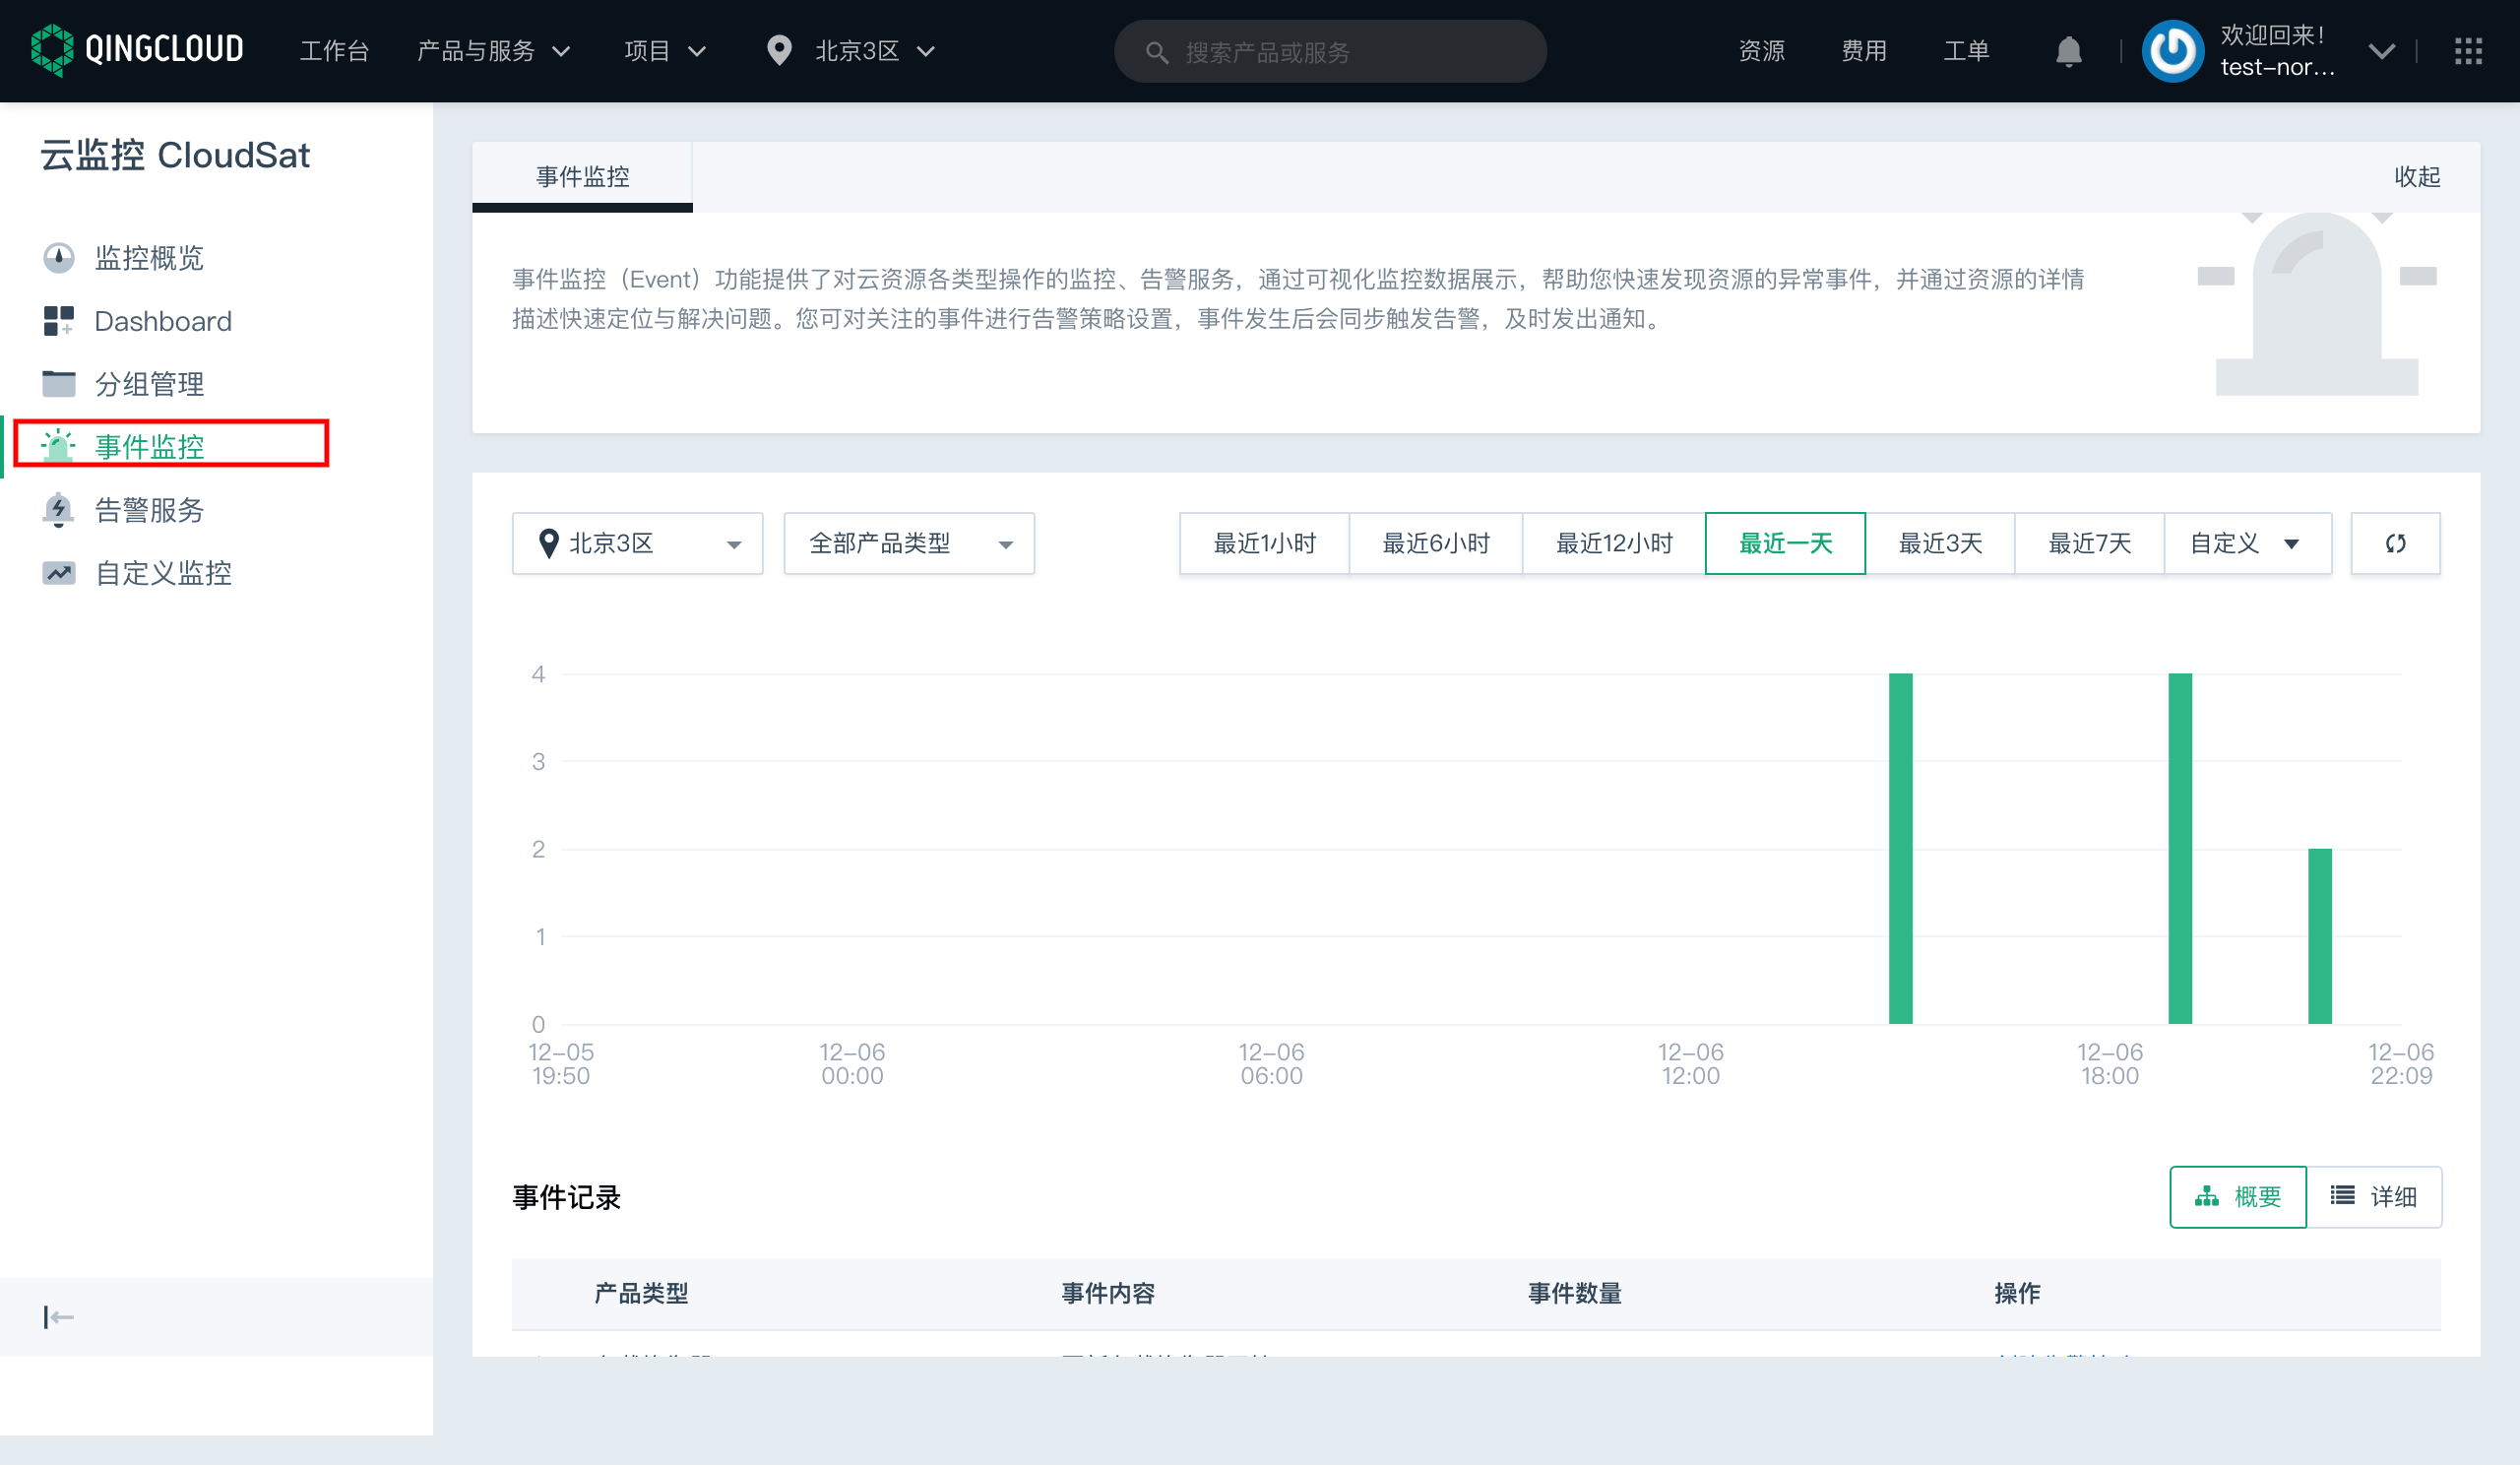 QINGCLOUD 工作台 产品与服务 项目 北京3区 搜索产品或服务 资源 费用 工单 欢迎回来！
test-nor...
云监控 CloudSat
监控概览
Dashboard
分组管理
事件监控
告警服务
自定义监控
事件监控 收起
事件监控（Event）功能提供了对云资源各类型操作的监控、告警服务，通过可视化监控数据展示，帮助您快速发现资源的异常事件，并通过资源的详情
描述快速定位与解决问题。您可对关注的事件进行告警策略设置，事件发生后会同步触发告警，及时发出通知。
北京3区 全部产品类型 最近1小时 最近6小时 最近12小时 最近一天 最近3天 最近7天 自定义
4
3
2
1
0
12-05 12-06 12-06 12-06 12-06 12-06
19:50 00:00 06:00 12:00 18:00 22:09
事件记录 概要 详细
产品类型 事件内容 事件数量 操作